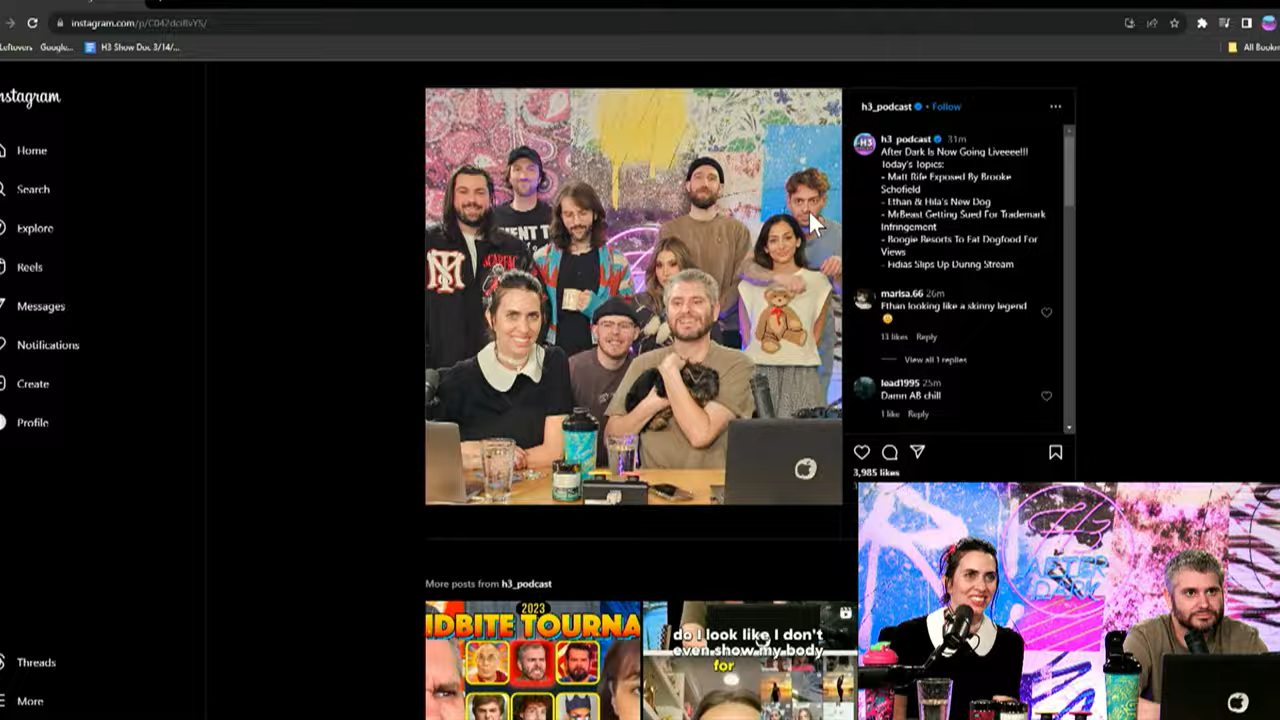 instagram.com/p/C042dciBvYS/
Leftovers
Google...
H3 Show Doc 3/14/...
All Bookm
nstagram
Home
Search
Explore
Reels
Messages
Notifications
Create
Profile
Threads
More
h3_podcast • Follow
h3_podcast 31m
After Dark Is Now Going Liveeee!!!
Today's Topics:
- Matt Rife Exposed By Brooke
Schofield
- Ethan & Hila's New Dog
- MrBeast Getting Sued For Trademark
Infringement
- Boogie Resorts To Eat Dogfood For
Views
- Fidias Slips Up During Stream
marisa.66 26m
Ethan looking like a skinny legend
13 likes Reply
View all 1 replies
lead1995 25m
Damn AB chill
1 like Reply
3,985 likes
More posts from h3_podcast
2023
NDBITE TOURNA
do I look like I don't
even show my body
for
H3
AFTER
DARK